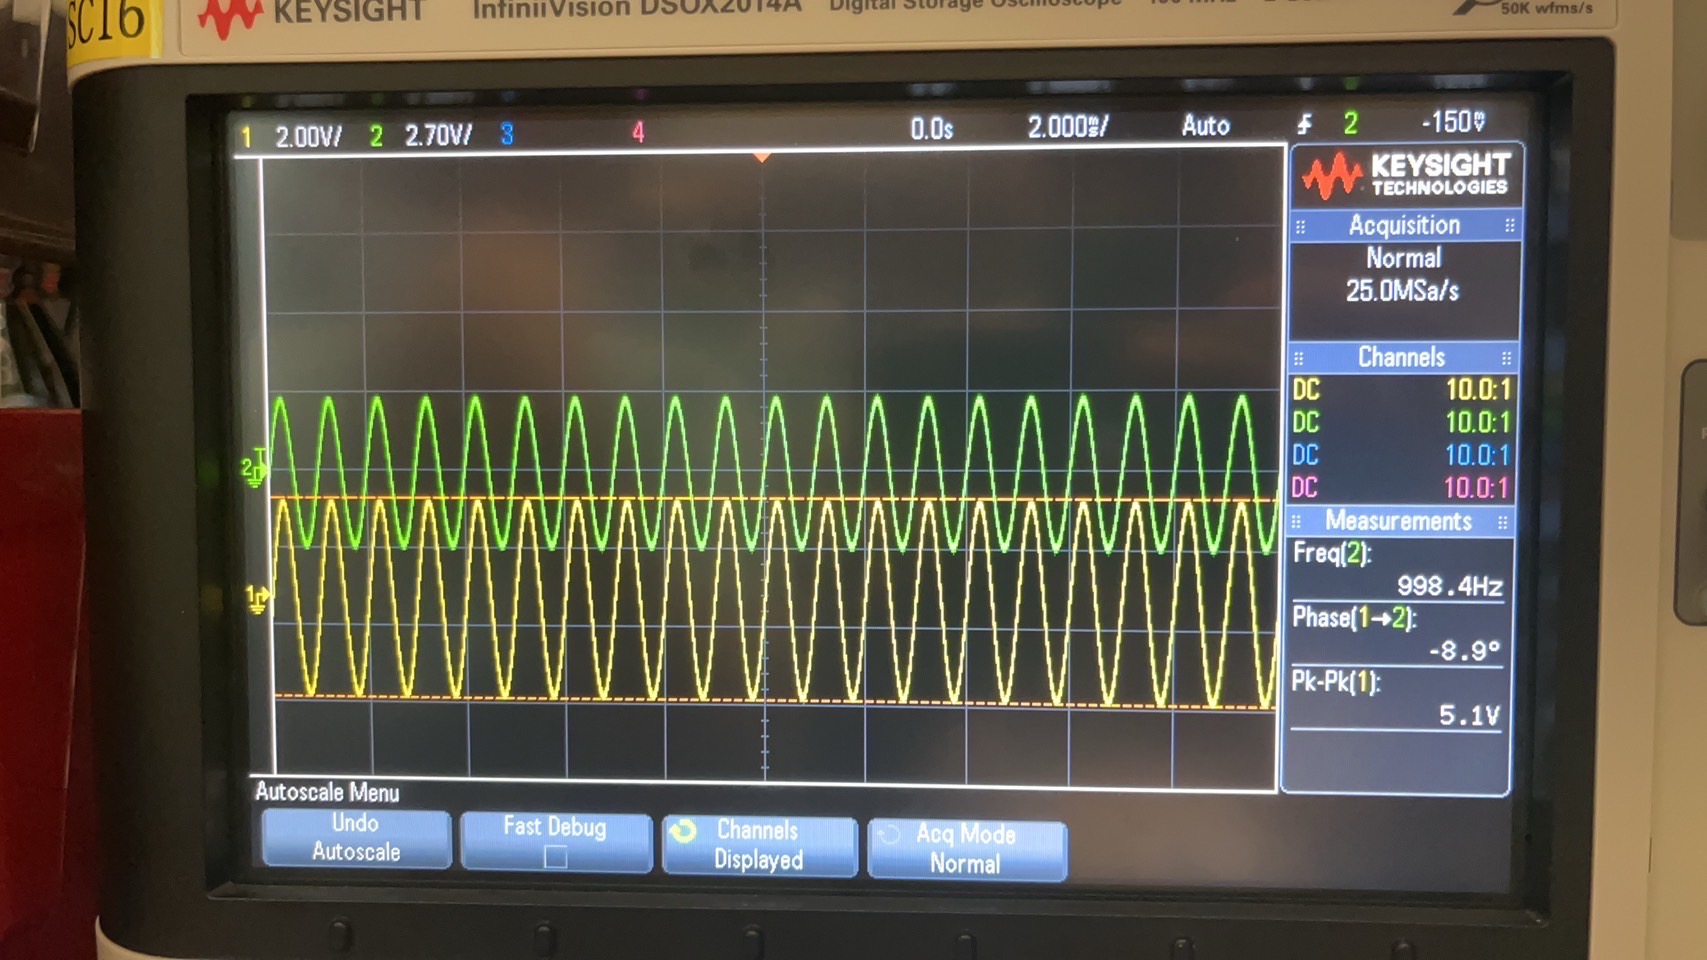 SC16
KEYSIGHT InfiniiVision DSOX2014A Digital Storage Oscilloscope
50K wfms/s
1 2.00V/ 2 2.70V/ 3 4 0.0s 2.000ms/ Auto 2 -150mV
KEYSIGHT
TECHNOLOGIES
Acquisition
Normal
25.0MSa/s
Channels
DC 10.0:1
DC 10.0:1
DC 10.0:1
DC 10.0:1
Measurements
Freq(2):
998.4Hz
Phase(1→2):
-8.9°
Pk-Pk(1):
5.1V
T
2
1
Autoscale Menu
Undo
Autoscale
Fast Debug
Channels
Displayed
Acq Mode
Normal